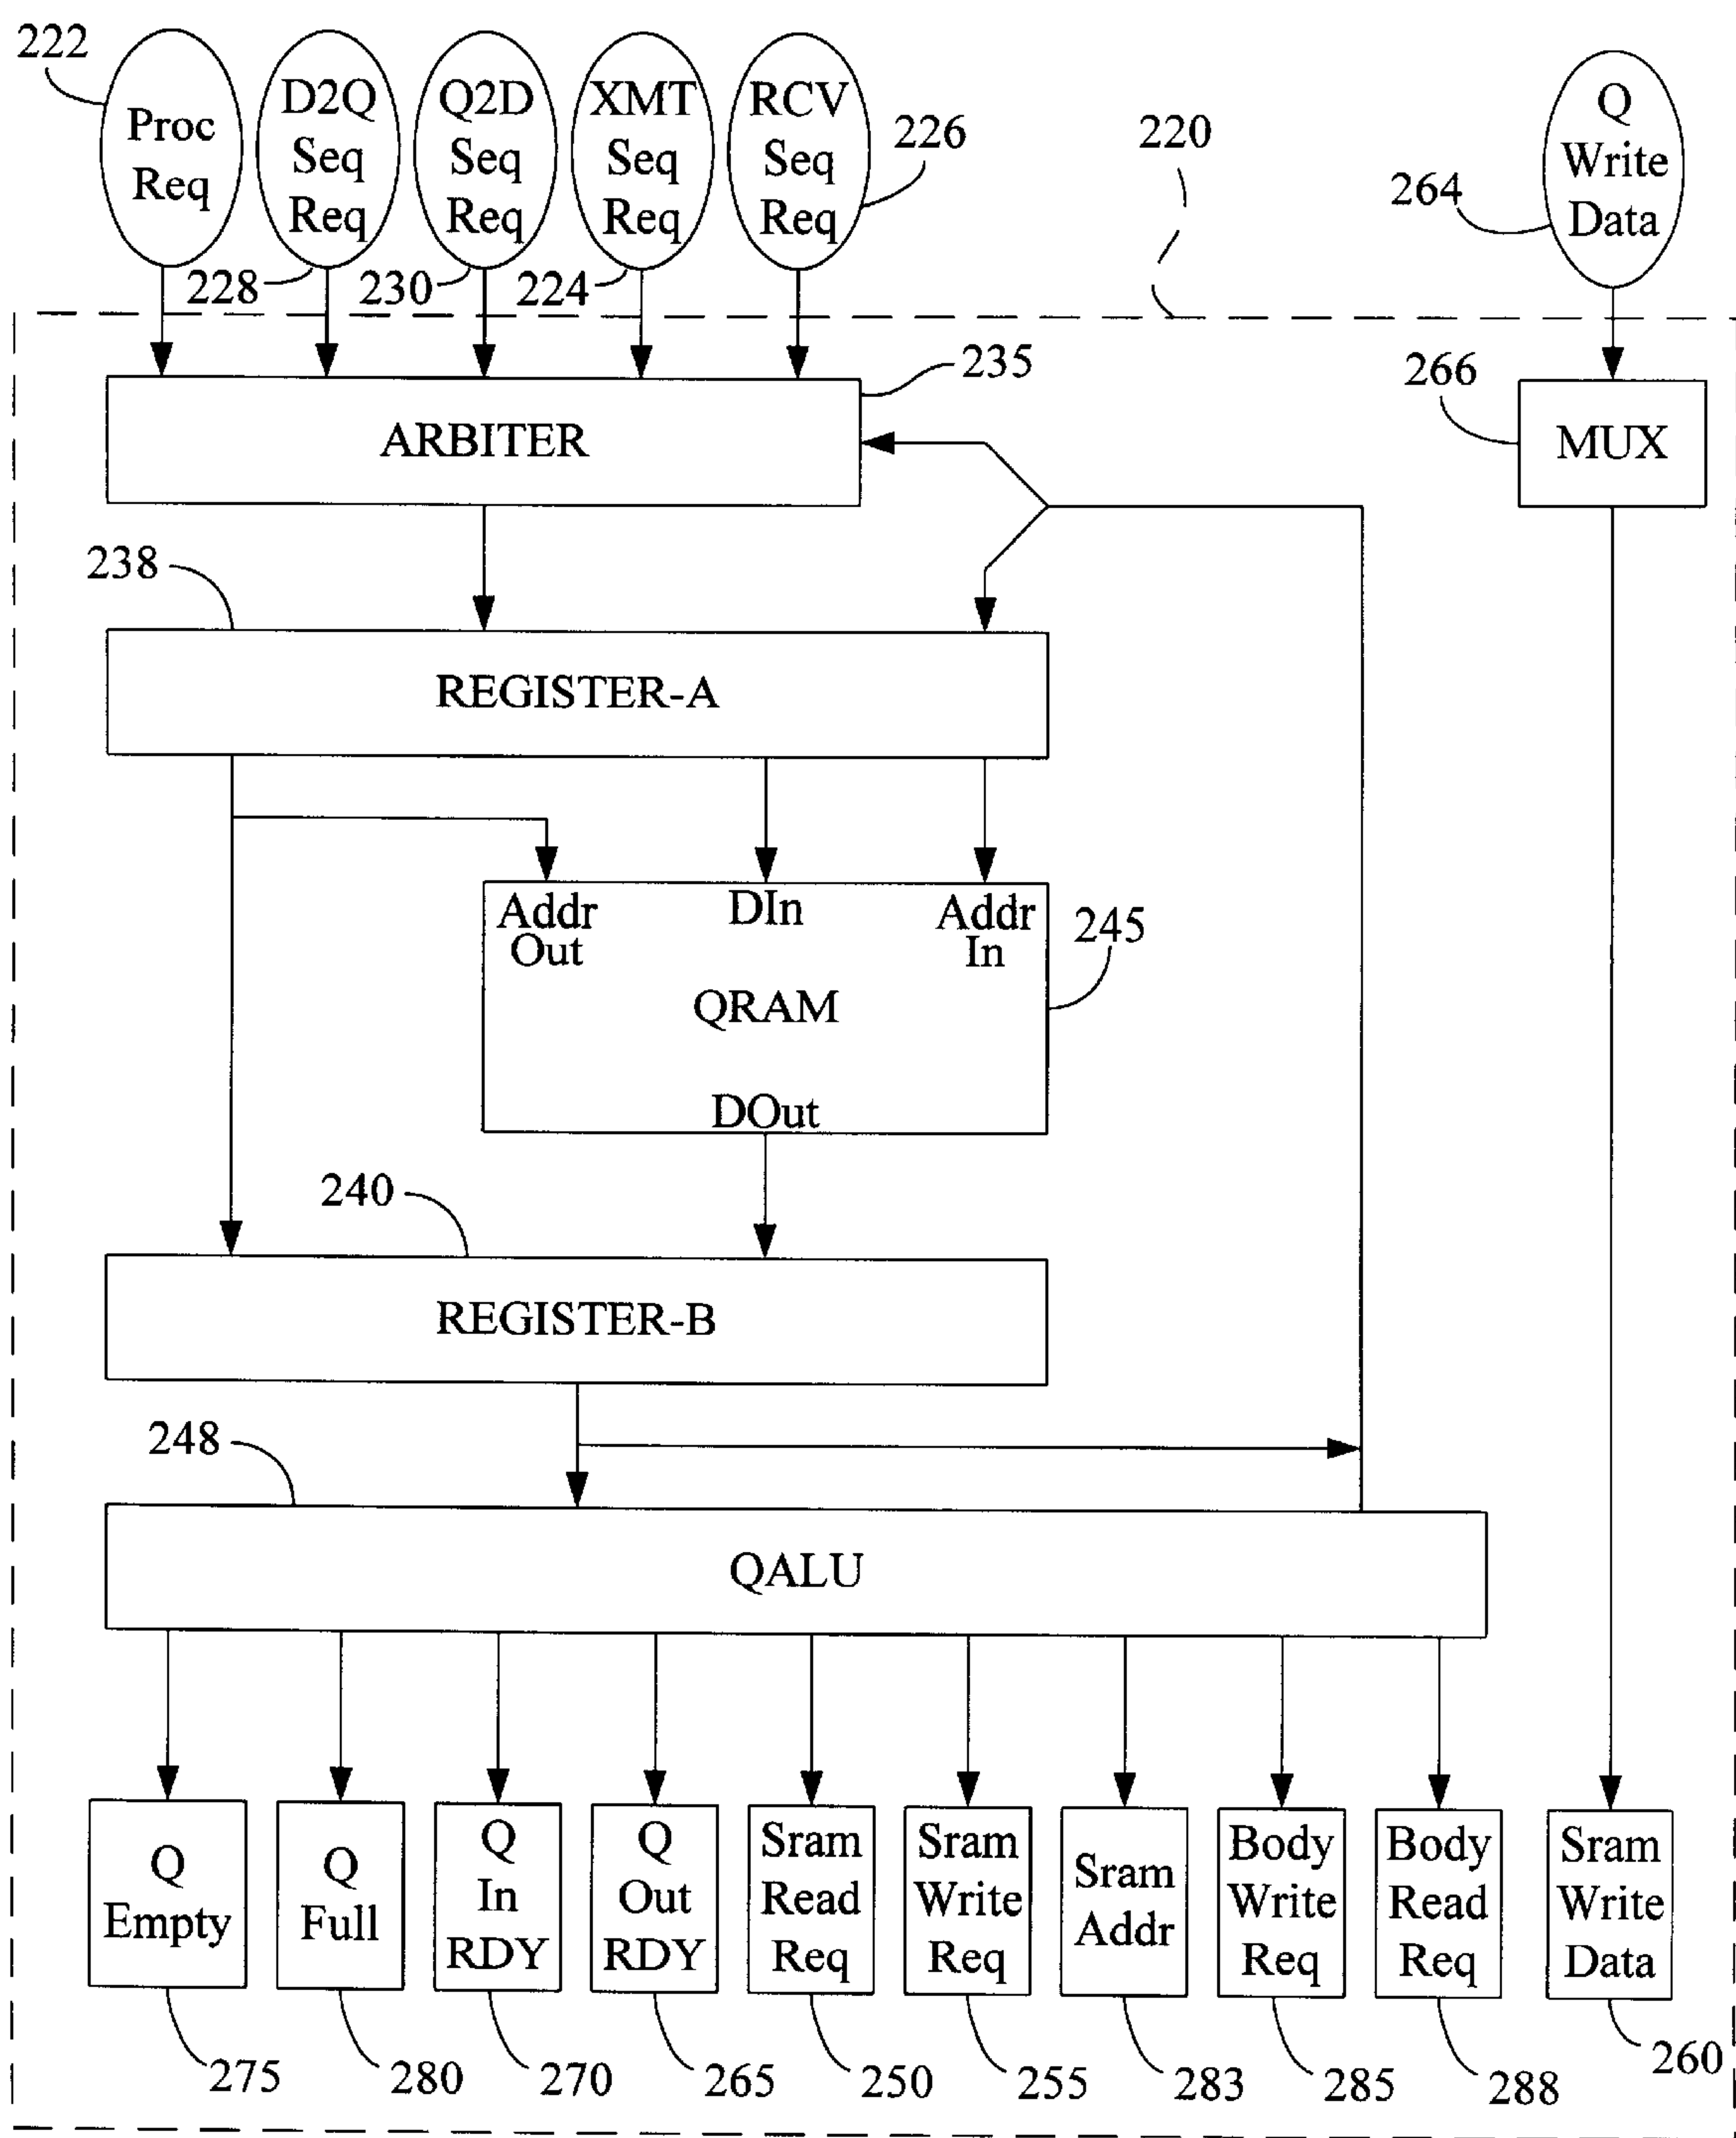 222
Proc
Req
D2Q
Seq
Req
Q2D
Seq
Req
XMT
Seq
Req
RCV
Seq
Req
226
220
Q
Write
Data
264
228
230
224
235
266
ARBITER
MUX
238
REGISTER-A
Addr
Out
DIn
Addr
In
245
QRAM
DOut
240
REGISTER-B
248
QALU
Q
Empty
Q
Full
Q
In
RDY
Q
Out
RDY
Sram
Read
Req
Sram
Write
Req
Sram
Addr
Body
Write
Req
Body
Read
Req
Sram
Write
Data
275
280
270
265
250
255
283
285
288
260